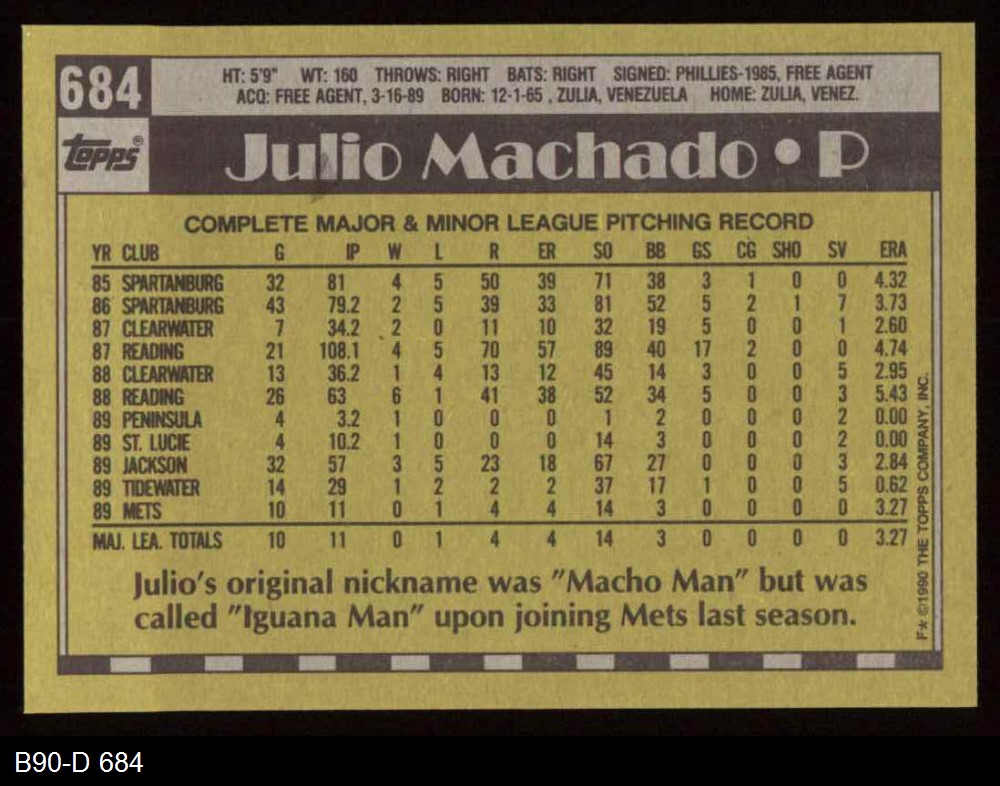 684
HT: 5'9" WT: 160 THROWS: RIGHT BATS: RIGHT SIGNED: PHILLIES-1985, FREE AGENT
ACQ: FREE AGENT, 3-16-89 BORN: 12-1-65 , ZULIA, VENEZUELA HOME: ZULIA, VENEZ.
topps®
Julio Machado • P
COMPLETE MAJOR & MINOR LEAGUE PITCHING RECORD
YR CLUB G IP W L R ER SO BB GS CG SHO SV ERA
85 SPARTANBURG 32 81 4 5 50 39 71 38 3 1 0 0 4.32
86 SPARTANBURG 43 79.2 2 5 39 33 81 52 5 2 1 7 3.73
87 CLEARWATER 7 34.2 2 0 11 10 32 19 5 0 0 1 2.60
87 READING 21 108.1 4 5 70 57 89 40 17 2 0 0 4.74
88 CLEARWATER 13 36.2 1 4 13 12 45 14 3 0 0 5 2.95
88 READING 26 63 6 1 41 38 52 34 5 0 0 3 5.43
89 PENINSULA 4 3.2 1 0 0 0 1 2 0 0 0 2 0.00
89 ST. LUCIE 4 10.2 1 0 0 0 14 3 0 0 0 2 0.00
89 JACKSON 32 57 3 5 23 18 67 27 0 0 0 3 2.84
89 TIDEWATER 14 29 1 2 2 2 37 17 1 0 0 5 0.62
89 METS 10 11 0 1 4 4 14 3 0 0 0 0 3.27
MAJ. LEA. TOTALS 10 11 0 1 4 4 14 3 0 0 0 0 3.27
Julio's original nickname was "Macho Man" but was
called "Iguana Man" upon joining Mets last season.
F* ©1990 THE TOPPS COMPANY, INC.
B90-D 684